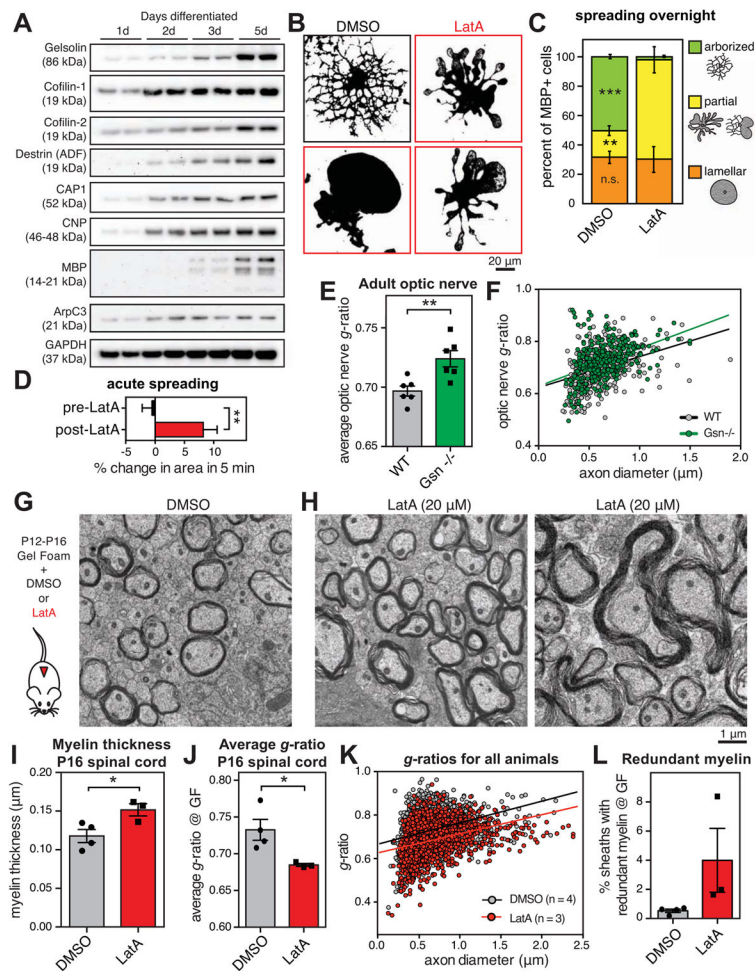 A
Days differentiated
1d 2d 3d 5d
Gelsolin
(86 kDa)
Cofilin-1
(19 kDa)
Cofilin-2
(19 kDa)
Destrin (ADF)
(19 kDa)
CAP1
(52 kDa)
CNP
(46-48 kDa)
MBP
(14-21 kDa)
ArpC3
(21 kDa)
GAPDH
(37 kDa)
B
DMSO LatA
20 µm
C
spreading overnight
percent of MBP+ cells
100
80
60
40
20
0
***
**
n.s.
DMSO
LatA
arborized
partial
lamellar
D
acute spreading
pre-LatA
post-LatA
**
-5 0 5 10
% change in area in 5 min
E
Adult optic nerve
**
average optic nerve g-ratio
0.75
0.70
0.65
WT
Gsn -/-
F
optic nerve g-ratio
1.0
0.8
0.6
0.4
WT
Gsn-/-
0.0 0.5 1.0 1.5 2.0
axon diameter (µm)
G
DMSO
P12-P16
Gel Foam
+
DMSO
or
LatA
H
LatA (20 µM) LatA (20 µM)
1 µm
I
Myelin thickness
P16 spinal cord
*
myelin thickness (µm)
0.20
0.15
0.10
0.05
0.00
DMSO
LatA
J
Average g-ratio
P16 spinal cord
*
average g-ratio @ GF
0.80
0.75
0.70
0.65
0.60
DMSO
LatA
K
g-ratios for all animals
g-ratio
1.0
0.8
0.6
0.4
DMSO (n = 4)
LatA (n = 3)
0.0 0.5 1.0 1.5 2.0 2.5
axon diameter (µm)
L
Redundant myelin
% sheaths with
redundant myelin @ GF
10
8
6
4
2
0
DMSO
LatA